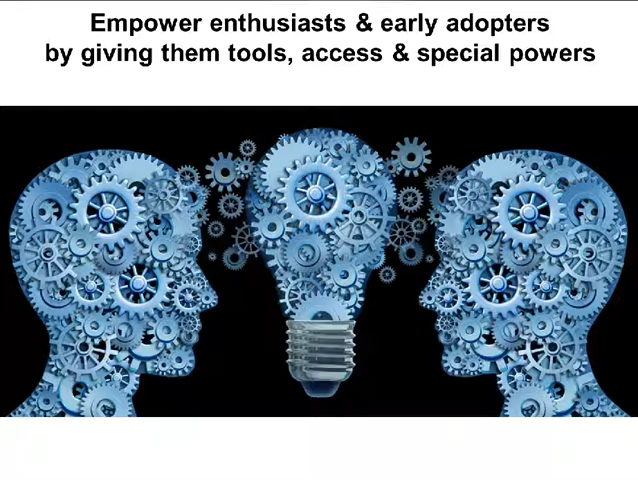 Empower enthusiasts & early adopters
by giving them tools, access & special powers